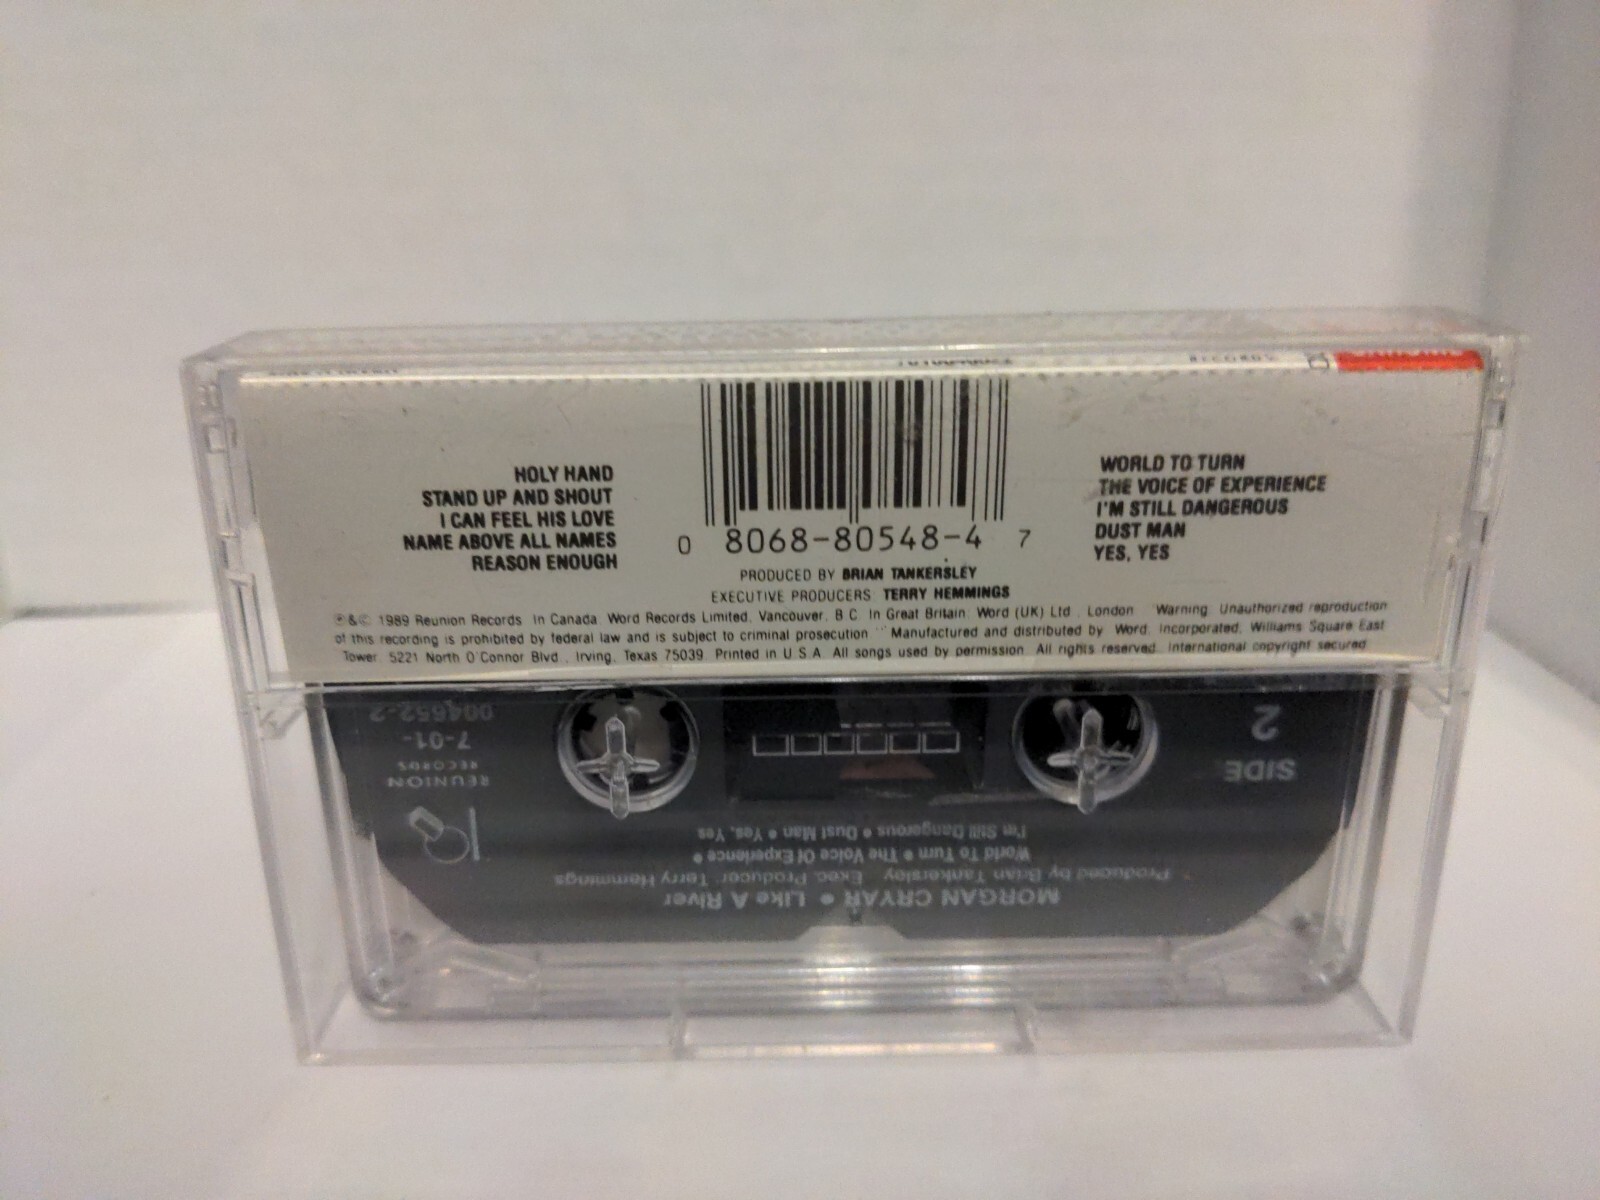 RECORDS
HOLY HAND
STAND UP AND SHOUT
I CAN FEEL HIS LOVE
NAME ABOVE ALL NAMES
REASON ENOUGH
0 8068-80548-4 7
WORLD TO TURN
THE VOICE OF EXPERIENCE
I'M STILL DANGEROUS
DUST MAN
YES, YES
PRODUCED BY BRIAN TANKERSLEY
EXECUTIVE PRODUCERS TERRY HEMMINGS
℗&© 1989 Reunion Records In Canada Word Records Limited, Vancouver, B C In Great Britain: Word (UK) Ltd., London "Warning Unauthorized reproduction
of this recording is prohibited by federal law and is subject to criminal prosecution" Manufactured and distributed by Word, Incorporated, Williams Square East
Tower, 5221 North O'Connor Blvd., Irving, Texas 75039 Printed in U.S.A. All songs used by permission. All rights reserved. International copyright secured
MORGAN CRYAR • Like A River
Produced by Brian Tankersley Exec. Producer: Terry Hemmings
World To Turn • The Voice Of Experience •
I'm Still Dangerous • Dust Man • Yes, Yes
REUNION
RECORDS
7-01-
004652-2
SIDE
2